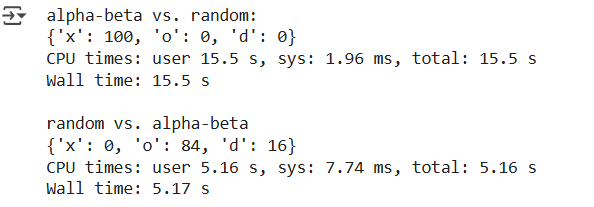 alpha-beta vs. random:
{'x': 100, 'o': 0, 'd': 0}
CPU times: user 15.5 s, sys: 1.96 ms, total: 15.5 s
Wall time: 15.5 s
random vs. alpha-beta
{'x': 0, 'o': 84, 'd': 16}
CPU times: user 5.16 s, sys: 7.74 ms, total: 5.16 s
Wall time: 5.17 s